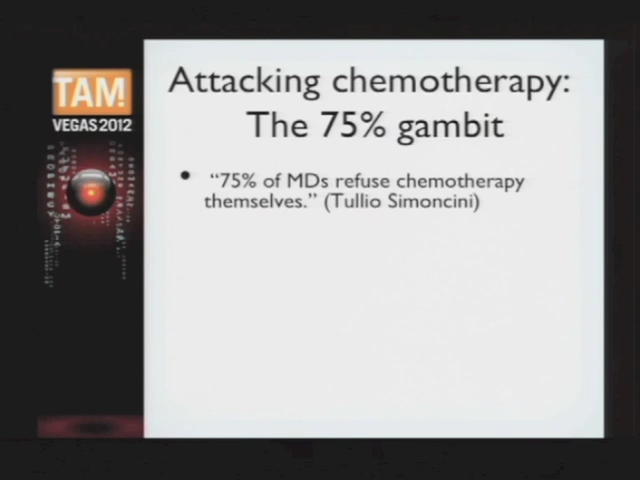 TAM!
VEGAS2012
Attacking chemotherapy:
The 75% gambit
• “75% of MDs refuse chemotherapy
themselves.” (Tullio Simoncini)